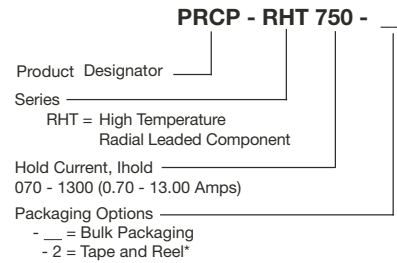 PRCP - RHT 750 - __
Product Designator
Series
RHT = High Temperature
Radial Leaded Component
Hold Current, Ihold
070 - 1300 (0.70 - 13.00 Amps)
Packaging Options
- __ = Bulk Packaging
- 2 = Tape and Reel*